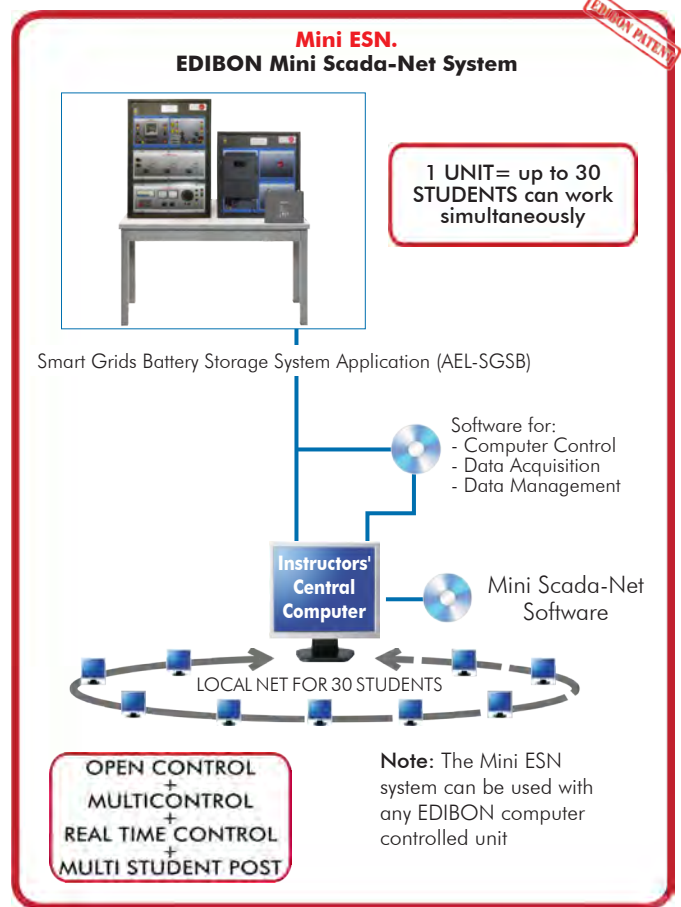 EDIBON PATENT
Mini ESN.
EDIBON Mini Scada-Net System
1 UNIT= up to 30
STUDENTS can work
simultaneously
Smart Grids Battery Storage System Application (AEL-SGSB)
Software for:
- Computer Control
- Data Acquisition
- Data Management
Instructors'
Central
Computer
Mini Scada-Net
Software
LOCAL NET FOR 30 STUDENTS
OPEN CONTROL
+
MULTICONTROL
+
REAL TIME CONTROL
+
MULTI STUDENT POST
Note: The Mini ESN
system can be used with
any EDIBON computer
controlled unit